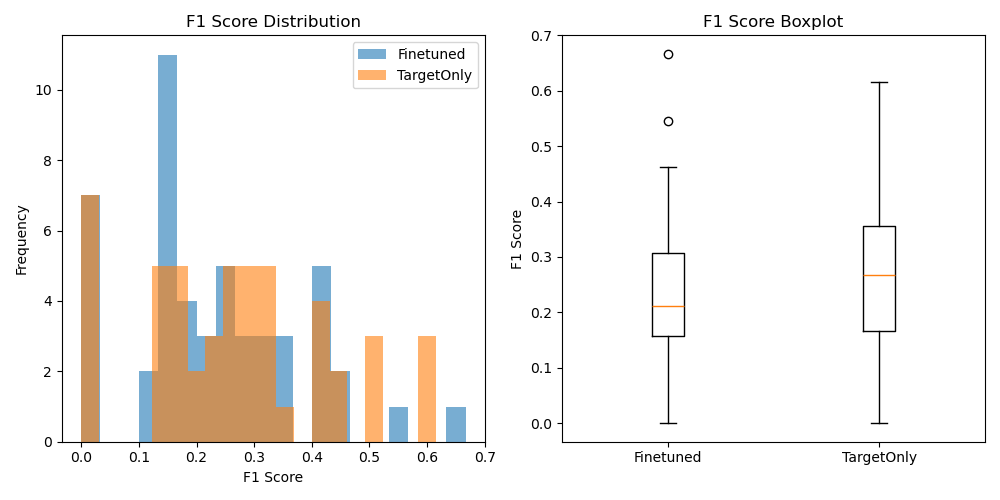 F1 Score Distribution
Finetuned
TargetOnly
Frequency
10
8
6
4
2
0
0.0 0.1 0.2 0.3 0.4 0.5 0.6 0.7
F1 Score
F1 Score Boxplot
F1 Score
0.7
0.6
0.5
0.4
0.3
0.2
0.1
0.0
Finetuned TargetOnly